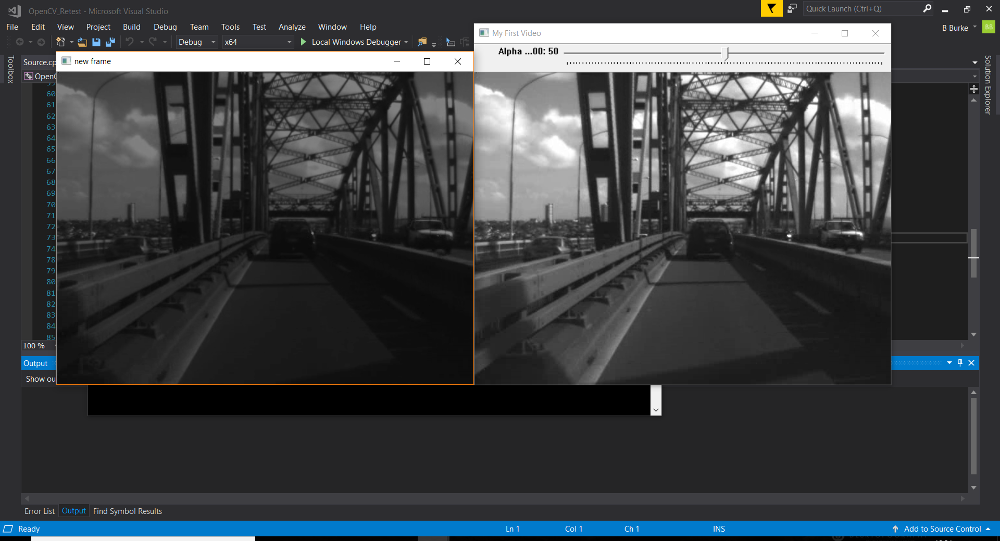 OpenCV_Retest - Microsoft Visual Studio
Quick Launch (Ctrl+Q)
File Edit View Project Build Debug Team Tools Test Analyze Window Help
B Burke BB
Debug x64 Local Windows Debugger
My First Video
Alpha ...00: 50
Toolbox
Solution Explorer
Source.cp
new frame
OpenC
60
61
62
63
64
65
66
67
68
69
70
71
72
73
74
78
79
80
81
82
83
84
85
100 %
Output
Show ou
Error List Output Find Symbol Results
Ready Ln 1 Col 1 Ch 1 INS Add to Source Control